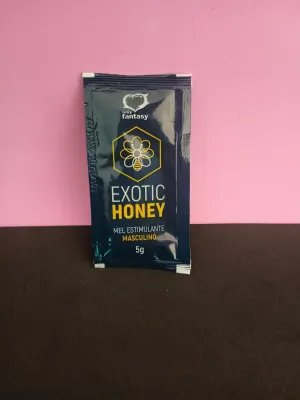 fantasy
EXOTIC
HONEY
MEL ESTIMULANTE
MASCULINO
5g